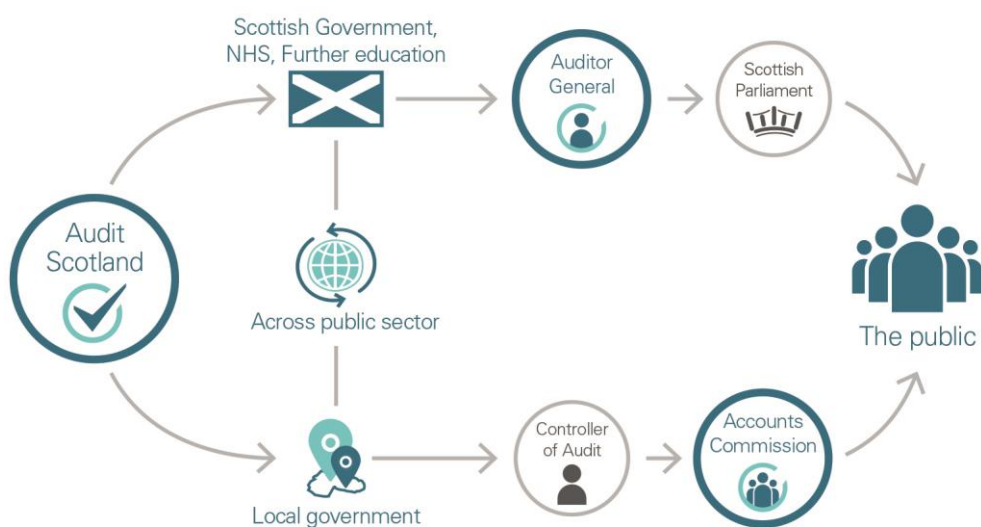 Scottish Government,
NHS, Further education
Auditor
General
Scottish
Parliament
Audit
Scotland
Across public sector
The public
Controller
of Audit
Accounts
Commission
Local government